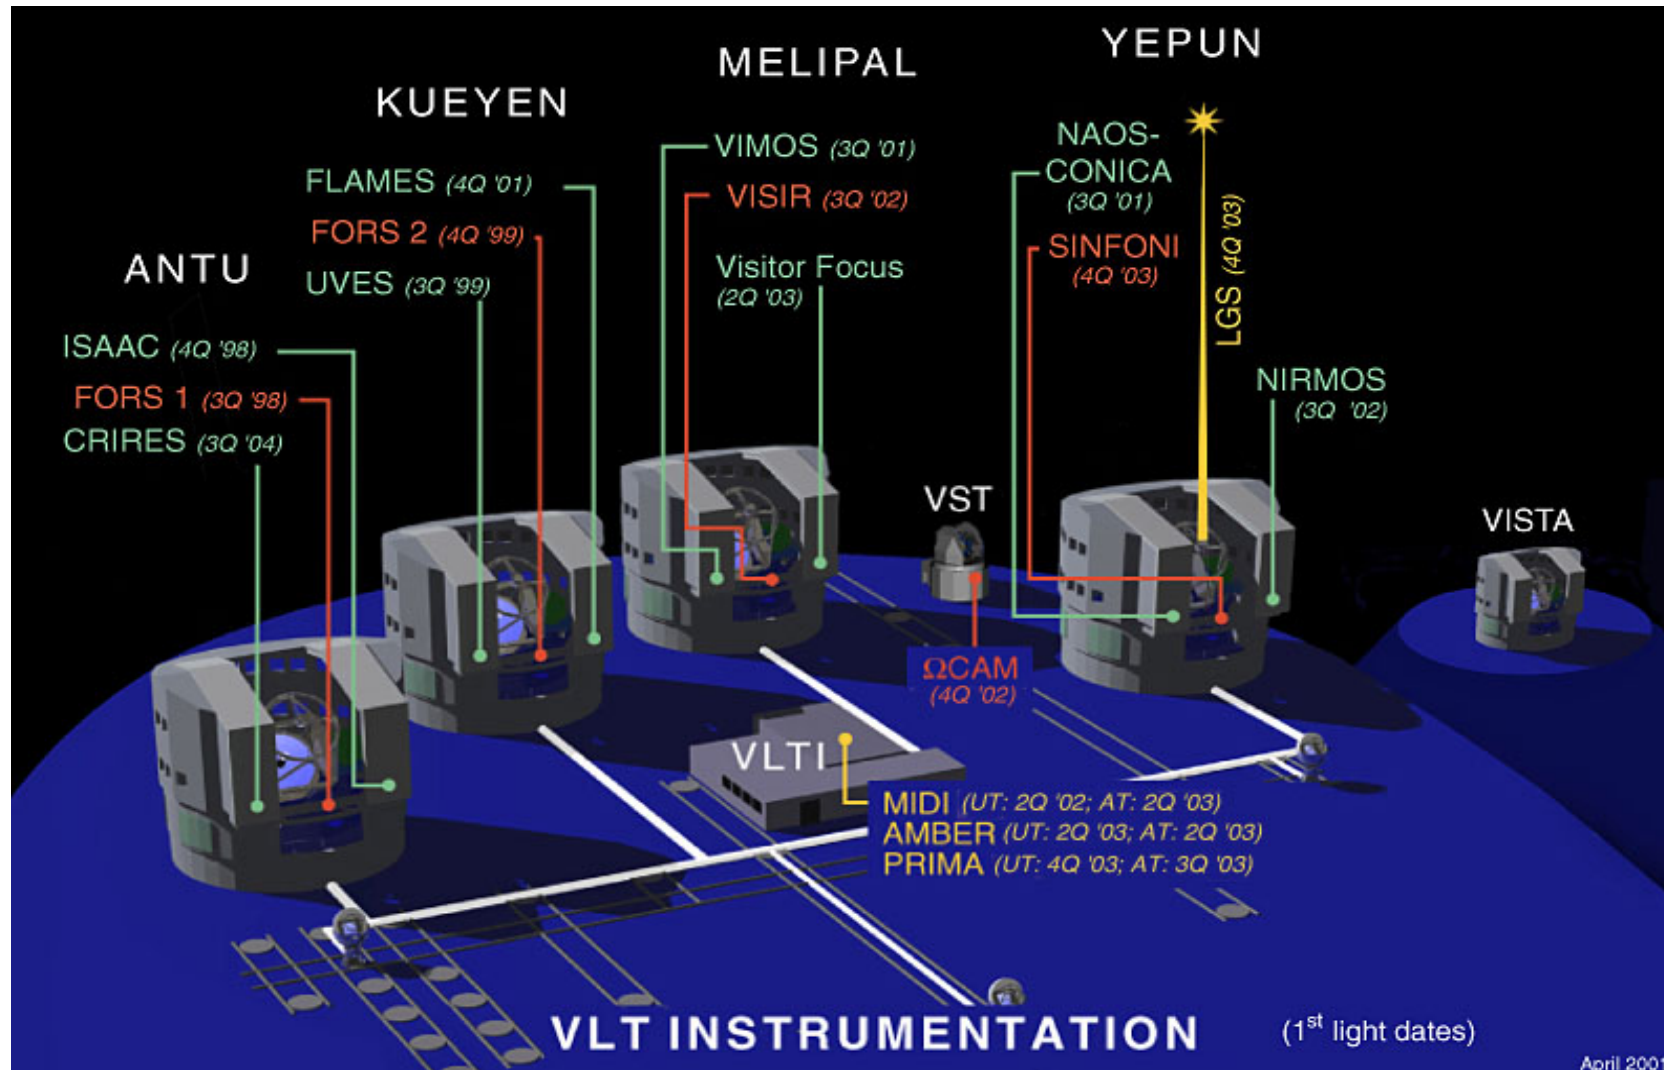 ANTU
ISAAC (4Q '98)
FORS 1 (3Q '98)
CRIRES (3Q '04)
KUEYEN
FLAMES (4Q '01)
FORS 2 (4Q '99)
UVES (3Q '99)
MELIPAL
VIMOS (3Q '01)
VISIR (3Q '02)
Visitor Focus
(2Q '03)
YEPUN
NAOS-
CONICA
(3Q '01)
SINFONI
(4Q '03)
LGS (4Q '03)
NIRMOS
(3Q '02)
VST
ΩCAM
(4Q '02)
VISTA
VLTI
MIDI (UT: 2Q '02; AT: 2Q '03)
AMBER (UT: 2Q '03; AT: 2Q '03)
PRIMA (UT: 4Q '03; AT: 3Q '03)
VLT INSTRUMENTATION (1st light dates)
April 2001